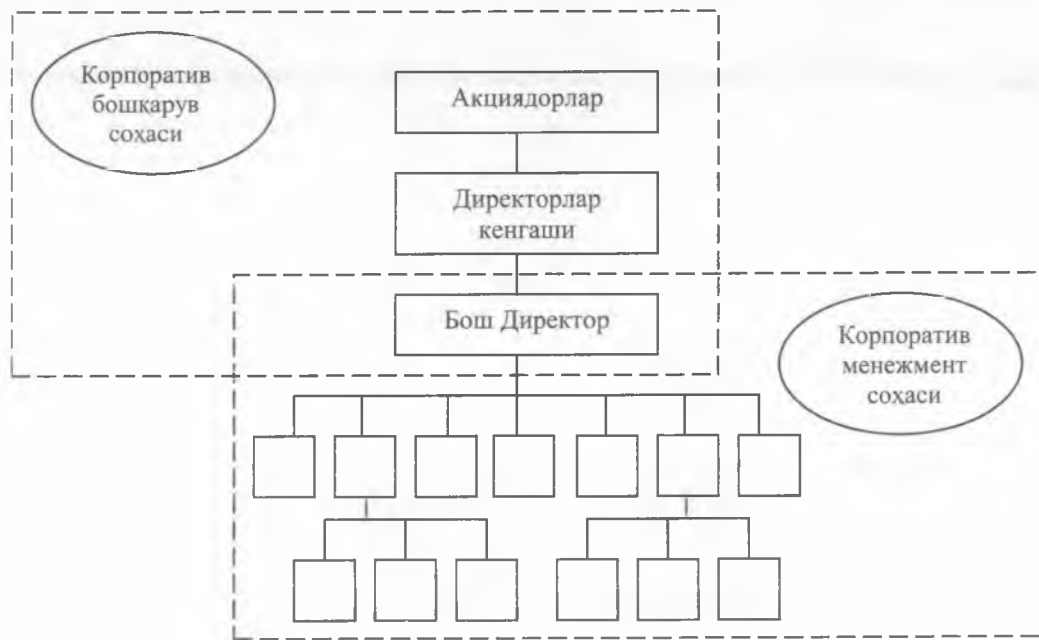 Корпоратив
бошқарув
соҳаси
Акциядорлар
Директорлар
кенгаши
Бош Директор
Корпоратив
менежмент
соҳаси